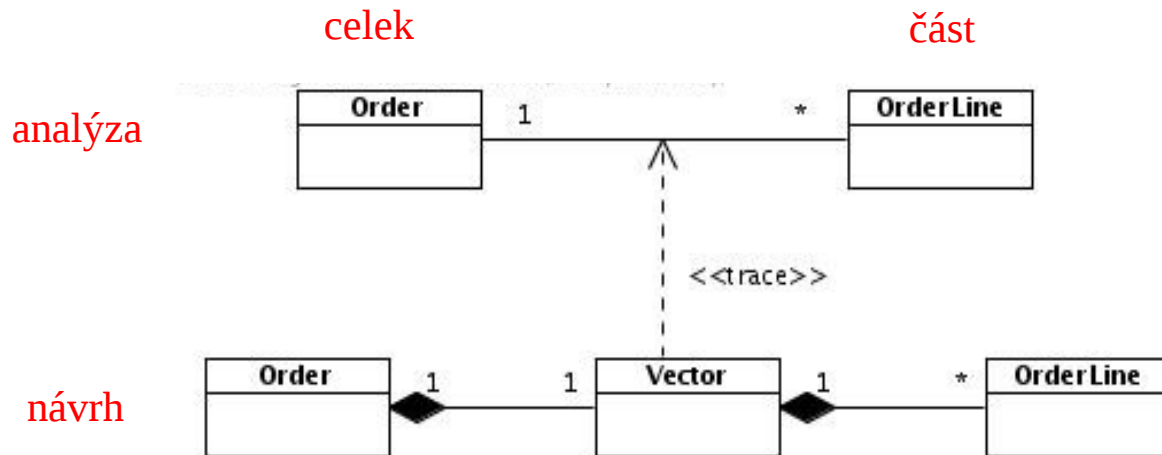 celek část
analýza
Order 1 * OrderLine
<<trace>>
návrh
Order 1 1 Vector 1 * OrderLine